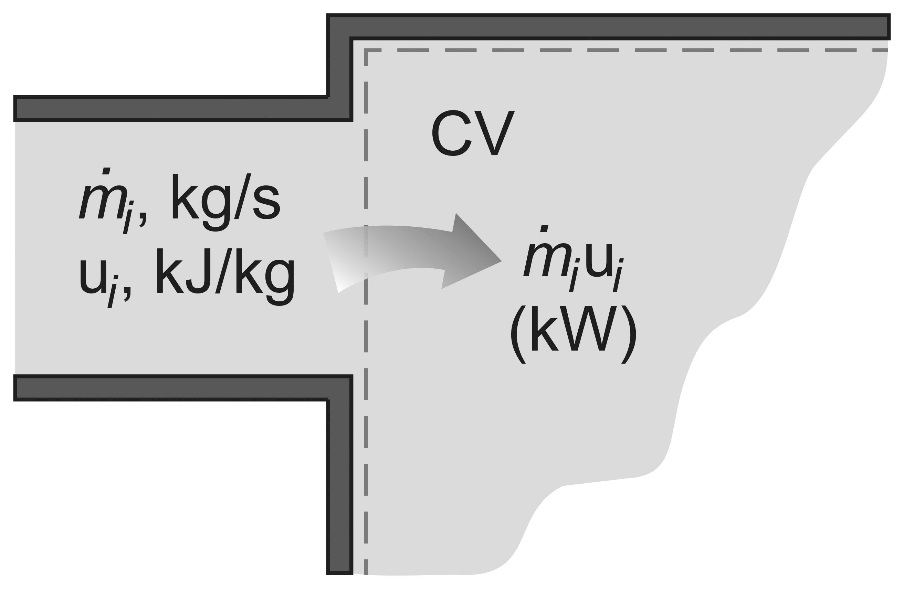 CV
ṁᵢ, kg/s
uᵢ, kJ/kg
ṁᵢuᵢ
(kW)